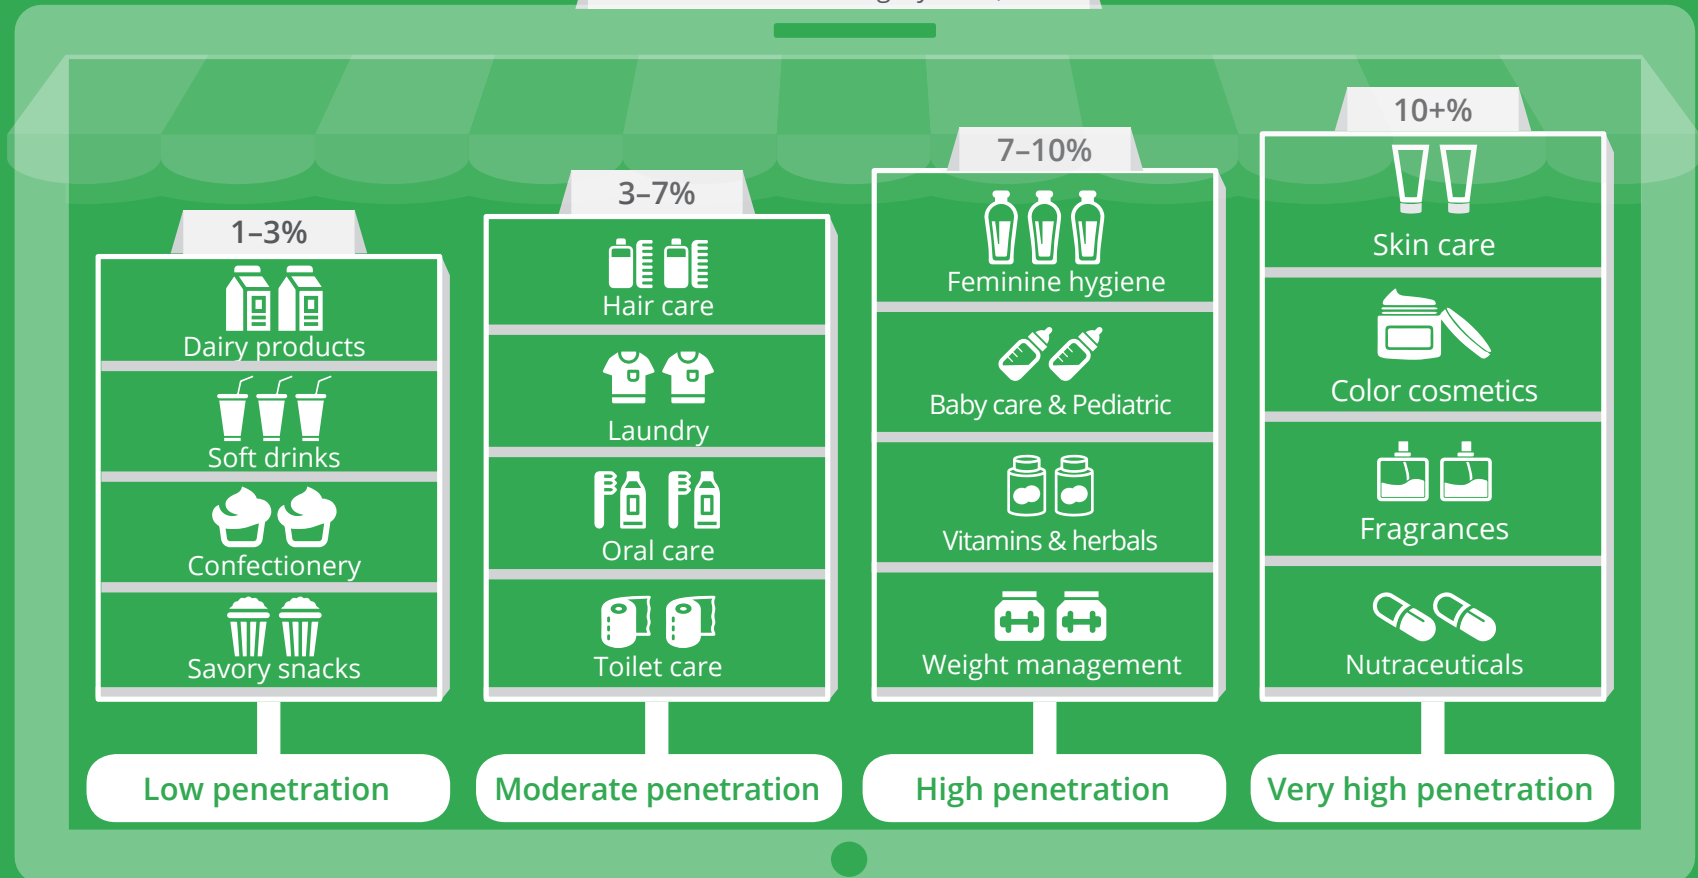 1–3%
Dairy products
Soft drinks
Confectionery
Savory snacks
Low penetration
3–7%
Hair care
Laundry
Oral care
Toilet care
Moderate penetration
7–10%
Feminine hygiene
Baby care & Pediatric
Vitamins & herbals
Weight management
High penetration
10+%
Skin care
Color cosmetics
Fragrances
Nutraceuticals
Very high penetration